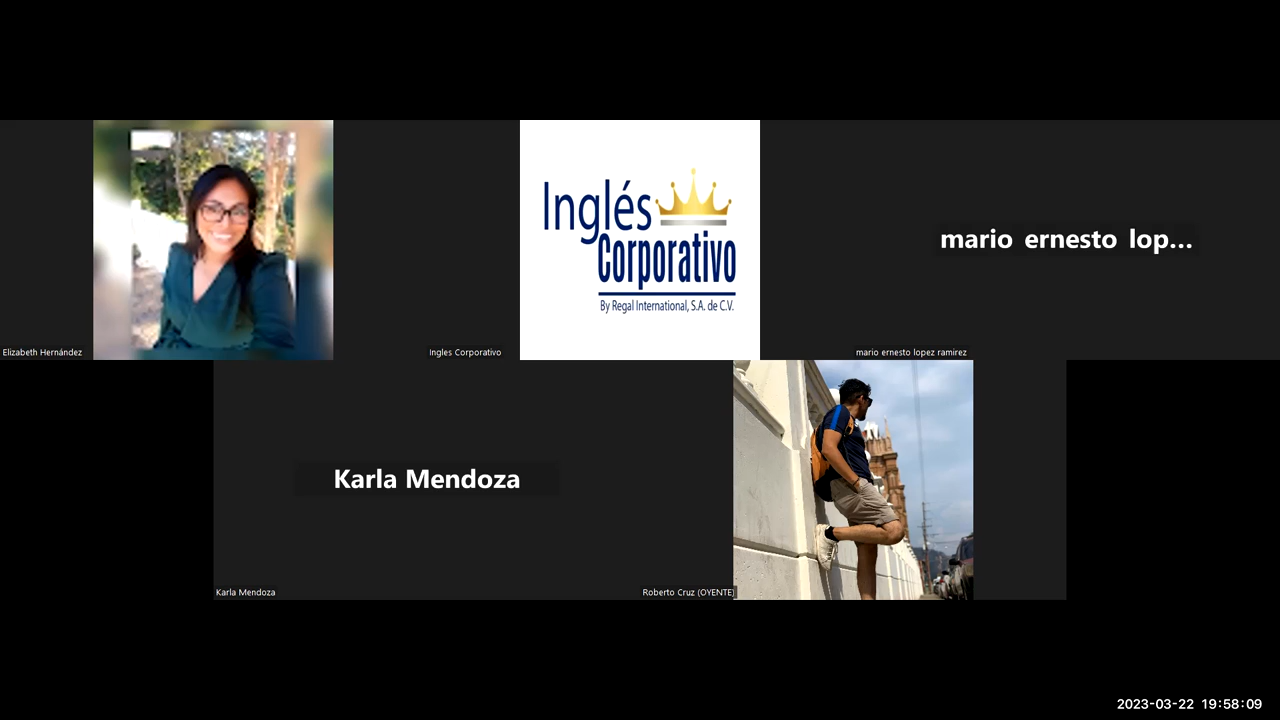 Inglés
Corporativo
By Regal International, S.A. de C.V.
mario ernesto lop...
Elizabeth Hernández
Ingles Corporativo
mario ernesto lopez ramirez
Karla Mendoza
Karla Mendoza
Roberto Cruz (OYENTE)
2023-03-22 19:58:09